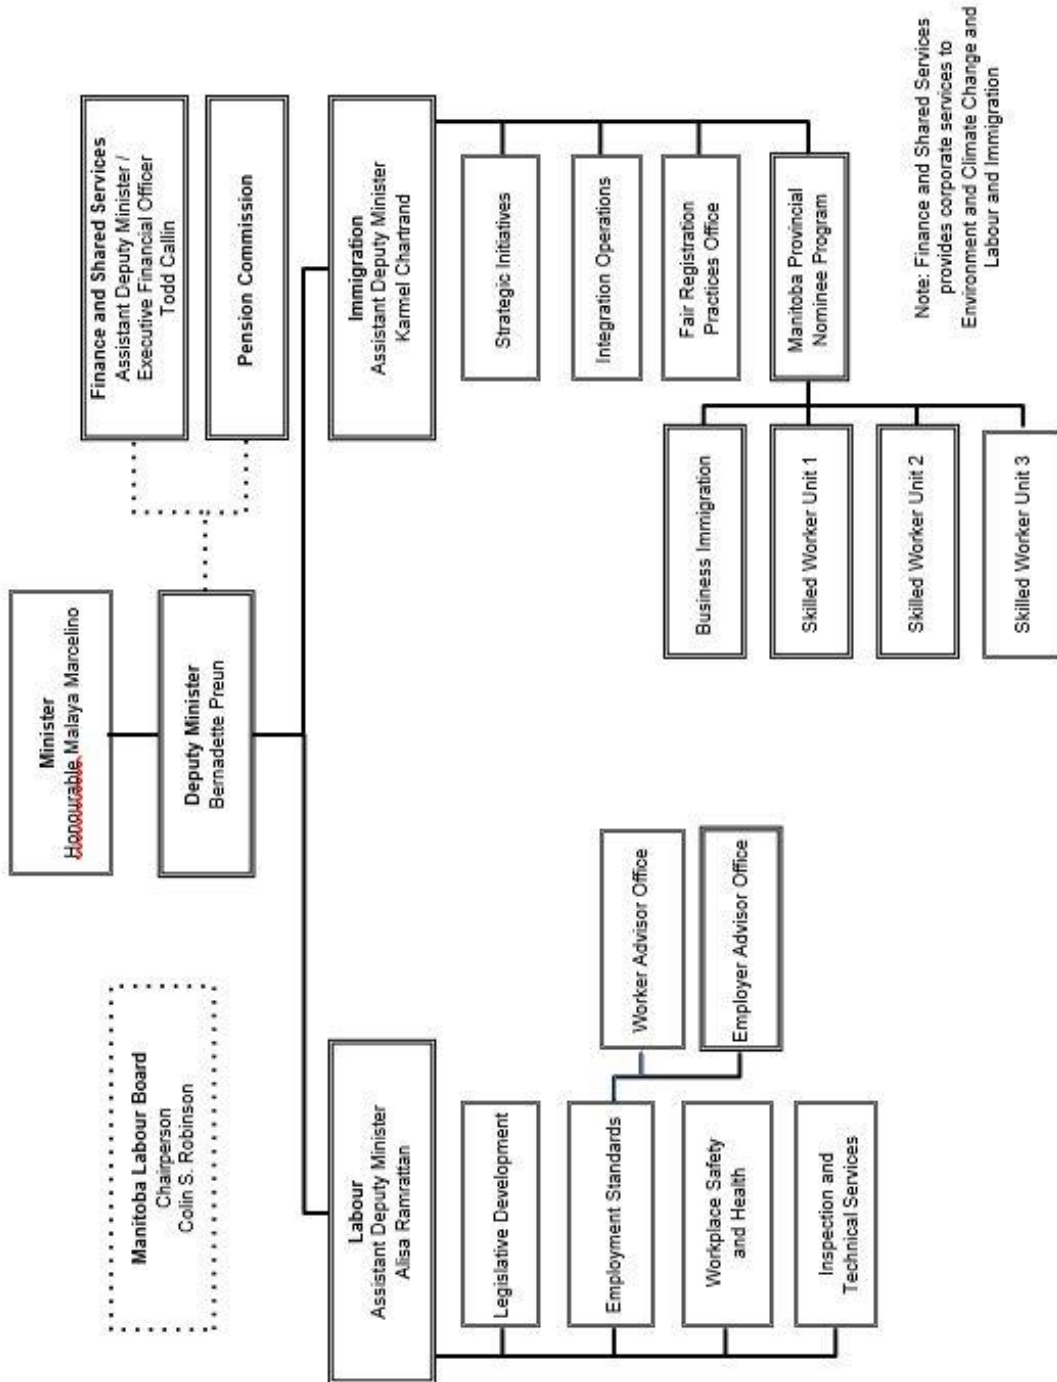 Minister
Honourable Malaya Marcelino
Deputy Minister
Bernadette Preun
Manitoba Labour Board
Chairperson
Colin S. Robinson
Finance and Shared Services
Assistant Deputy Minister /
Executive Financial Officer
Todd Callin
Pension Commission
Labour
Assistant Deputy Minister
Alisa Ramrattan
Legislative Development
Employment Standards
Worker Advisor Office
Employer Advisor Office
Workplace Safety
and Health
Inspection and
Technical Services
Immigration
Assistant Deputy Minister
Karmel Chartrand
Strategic Initiatives
Integration Operations
Fair Registration
Practices Office
Manitoba Provincial
Nominee Program
Business Immigration
Skilled Worker Unit 1
Skilled Worker Unit 2
Skilled Worker Unit 3
Note: Finance and Shared Services
provides corporate services to
Environment and Climate Change and
Labour and Immigration